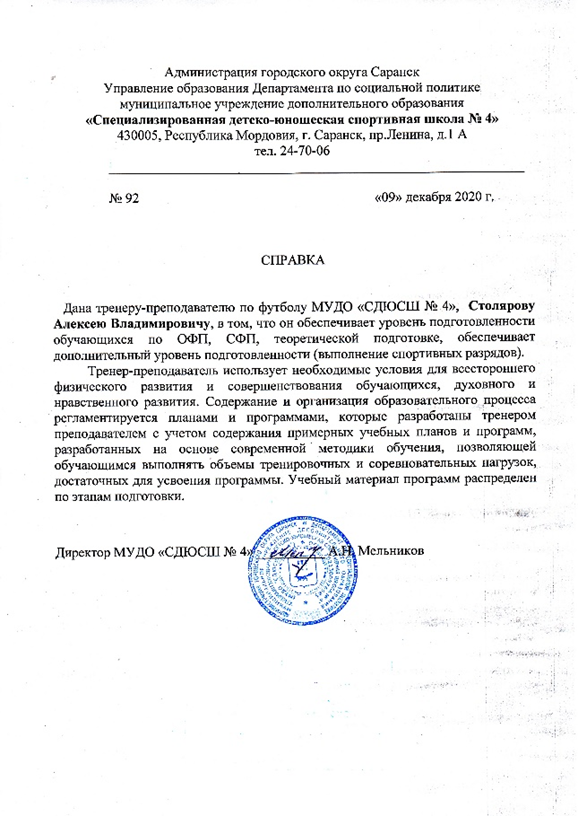 Администрация городского округа Саранск
Управление образования Департамента по социальной политике
муниципальное учреждение дополнительного образования
«Специализированная детско-юношеская спортивная школа № 4»
430005, Республика Мордовия, г. Саранск, пр.Ленина, д.1 А
тел. 24-70-06
№ 92 «09» декабря 2020 г.
СПРАВКА
Дана тренеру-преподавателю по футболу МУДО «СДЮСШ № 4», Столярову
Алексею Владимировичу, в том, что он обеспечивает уровень подготовленности
обучающихся по ОФП, СФП, теоретической подготовке, обеспечивает
дополнительный уровень подготовленности (выполнение спортивных разрядов).
Тренер-преподаватель использует необходимые условия для всестороннего
физического развития и совершенствования обучающихся, духовного и
нравственного развития. Содержание и организация образовательного процесса
регламентируется планами и программами, которые разработаны тренером
преподавателем с учетом содержания примерных учебных планов и программ,
разработанных на основе современной методики обучения, позволяющей
обучающимся выполнять объемы тренировочных и соревновательных нагрузок,
достаточных для усвоения программы. Учебный материал программ распределен
по этапам подготовки.
Директор МУДО «СДЮСШ № 4» А.Н. Мельников